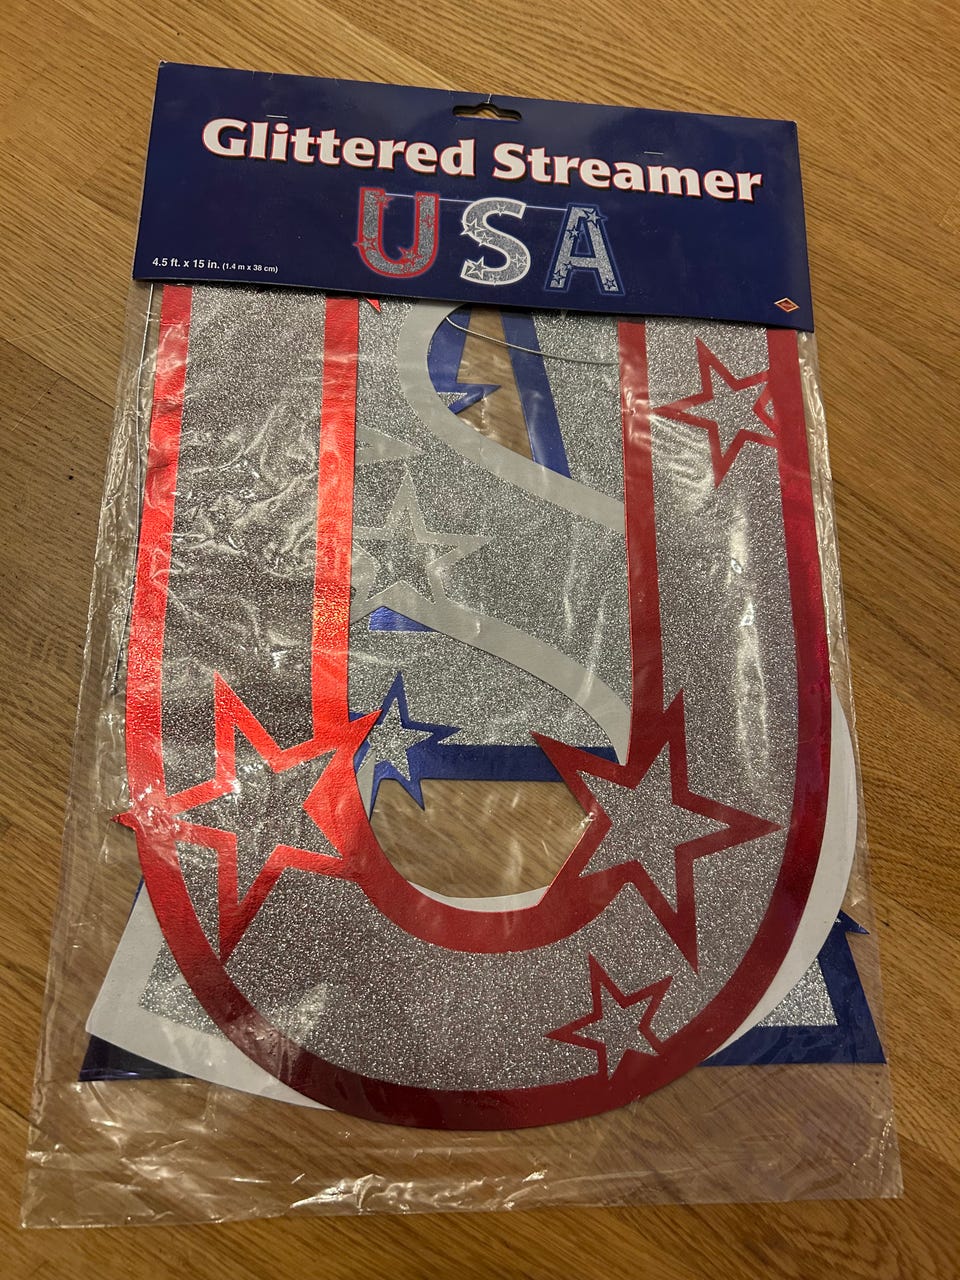 Glittered Streamer
USA
4.5 ft. x 15 in. (1.4 m x 38 cm)
U